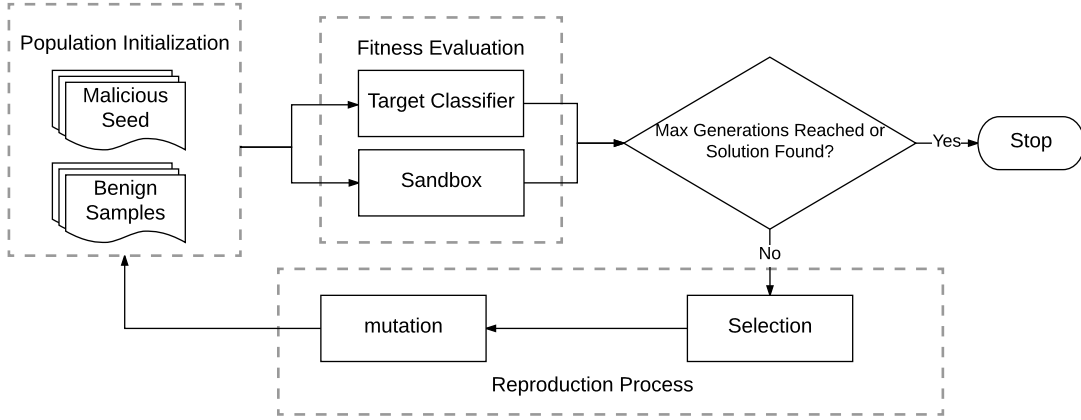 Population Initialization
Malicious
Seed
Benign
Samples
Fitness Evaluation
Target Classifier
Sandbox
Max Generations Reached or
Solution Found?
Yes
Stop
No
Selection
mutation
Reproduction Process